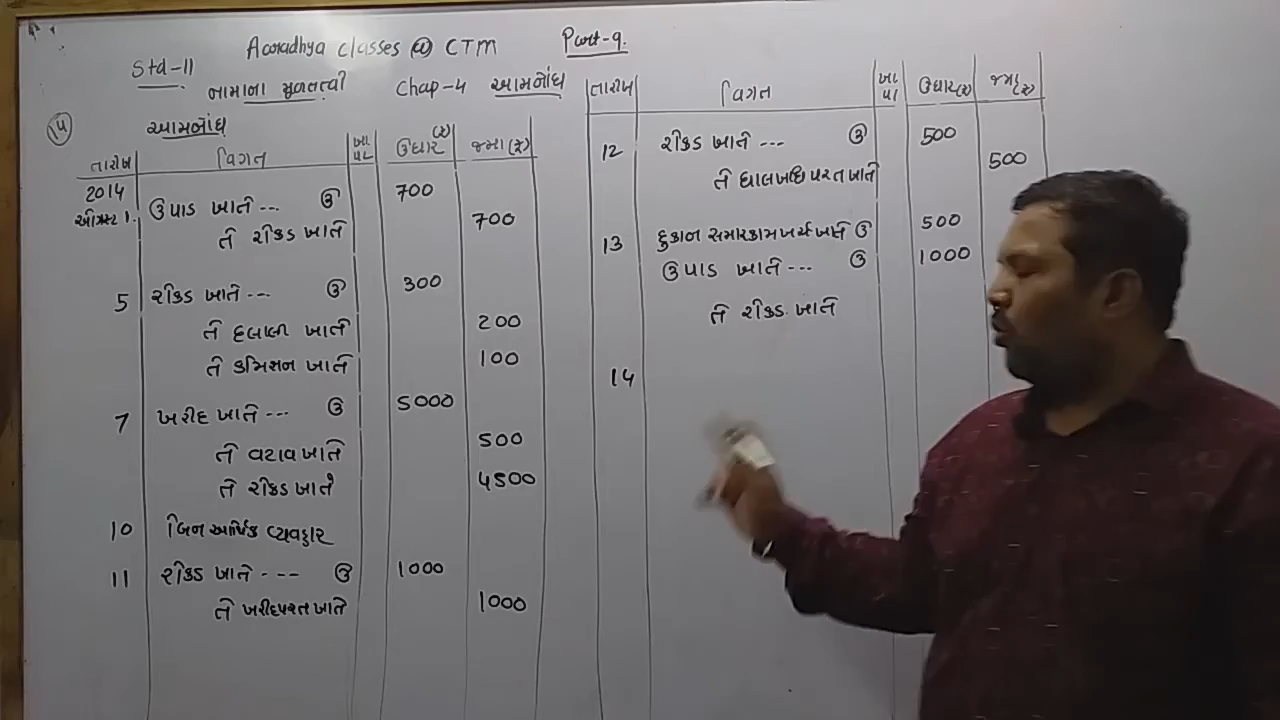 Aaradhya classes @ CTM Part-9.
Std-11
નામાના મૂળતત્વો Chap-4 આમનોંધ
(14) આમનોંધ
તારીખ વિગત ખા પા ઉધાર (₹) જમા (₹)
2014
ઓગસ્ટ 1. ઉપાડ ખાતે --- ઉ 700
તે રોકડ ખાતે 700
5 રોકડ ખાતે --- ઉ 300
તે દલાલી ખાતે 200
તે કમિશન ખાતે 100
7 ખરીદ ખાતે --- ઉ 5000
તે વટાવ ખાતે 500
તે રોકડ ખાતે 4500
10 બિન આર્થિક વ્યવહાર
11 રોકડ ખાતે --- ઉ 1000
તે ખરીદપરત ખાતે 1000
તારીખ વિગત ખા પા ઉધાર (₹) જમા (₹)
12 રોકડ ખાતે --- ઉ 500
તે ઘાલખાધ પરત ખાતે 500
13 દુકાન સમારકામ ખર્ચ ખાતે ઉ 500
ઉપાડ ખાતે --- ઉ 1000
તે રોકડ ખાતે
14